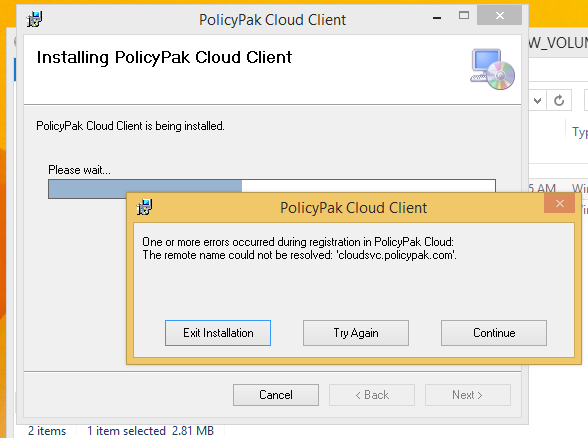 PolicyPak Cloud Client
Installing PolicyPak Cloud Client
W_VOLUM
PolicyPak Cloud Client is being installed.
Typ
Please wait...
5 AM
Win
PolicyPak Cloud Client
One or more errors occurred during registration in PolicyPak Cloud:
The remote name could not be resolved: 'cloudsvc.policypak.com'.
Exit Installation
Try Again
Continue
Cancel
< Back
Next >
2 items
1 item selected 2.81 MB